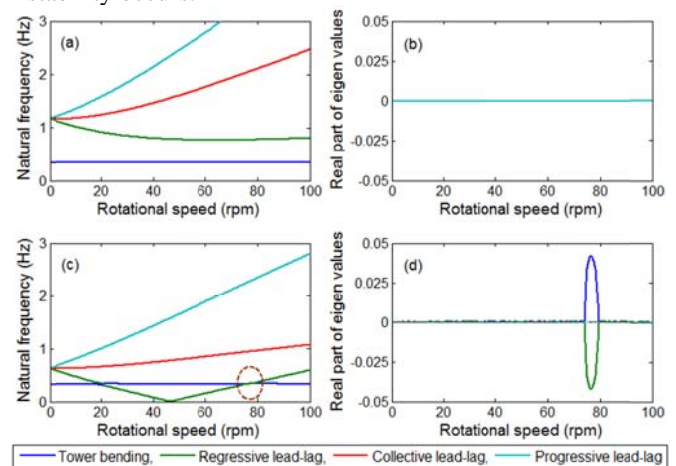 stability occurs.
(a)
Natural frequency (Hz)
3
2
1
0
0 20 40 60 80 100
Rotational speed (rpm)
(b)
Real part of eigen values
0.05
0.025
0
-0.025
-0.05
0 20 40 60 80 100
Rotational speed (rpm)
(c)
Natural frequency (Hz)
3
2
1
0
0 20 40 60 80 100
Rotational speed (rpm)
(d)
Real part of eigen values
0.05
0.025
0
-0.025
-0.05
0 20 40 60 80 100
Rotational speed (rpm)
Tower bending, Regressive lead-lag, Collective lead-lag, Progressive lead-lag